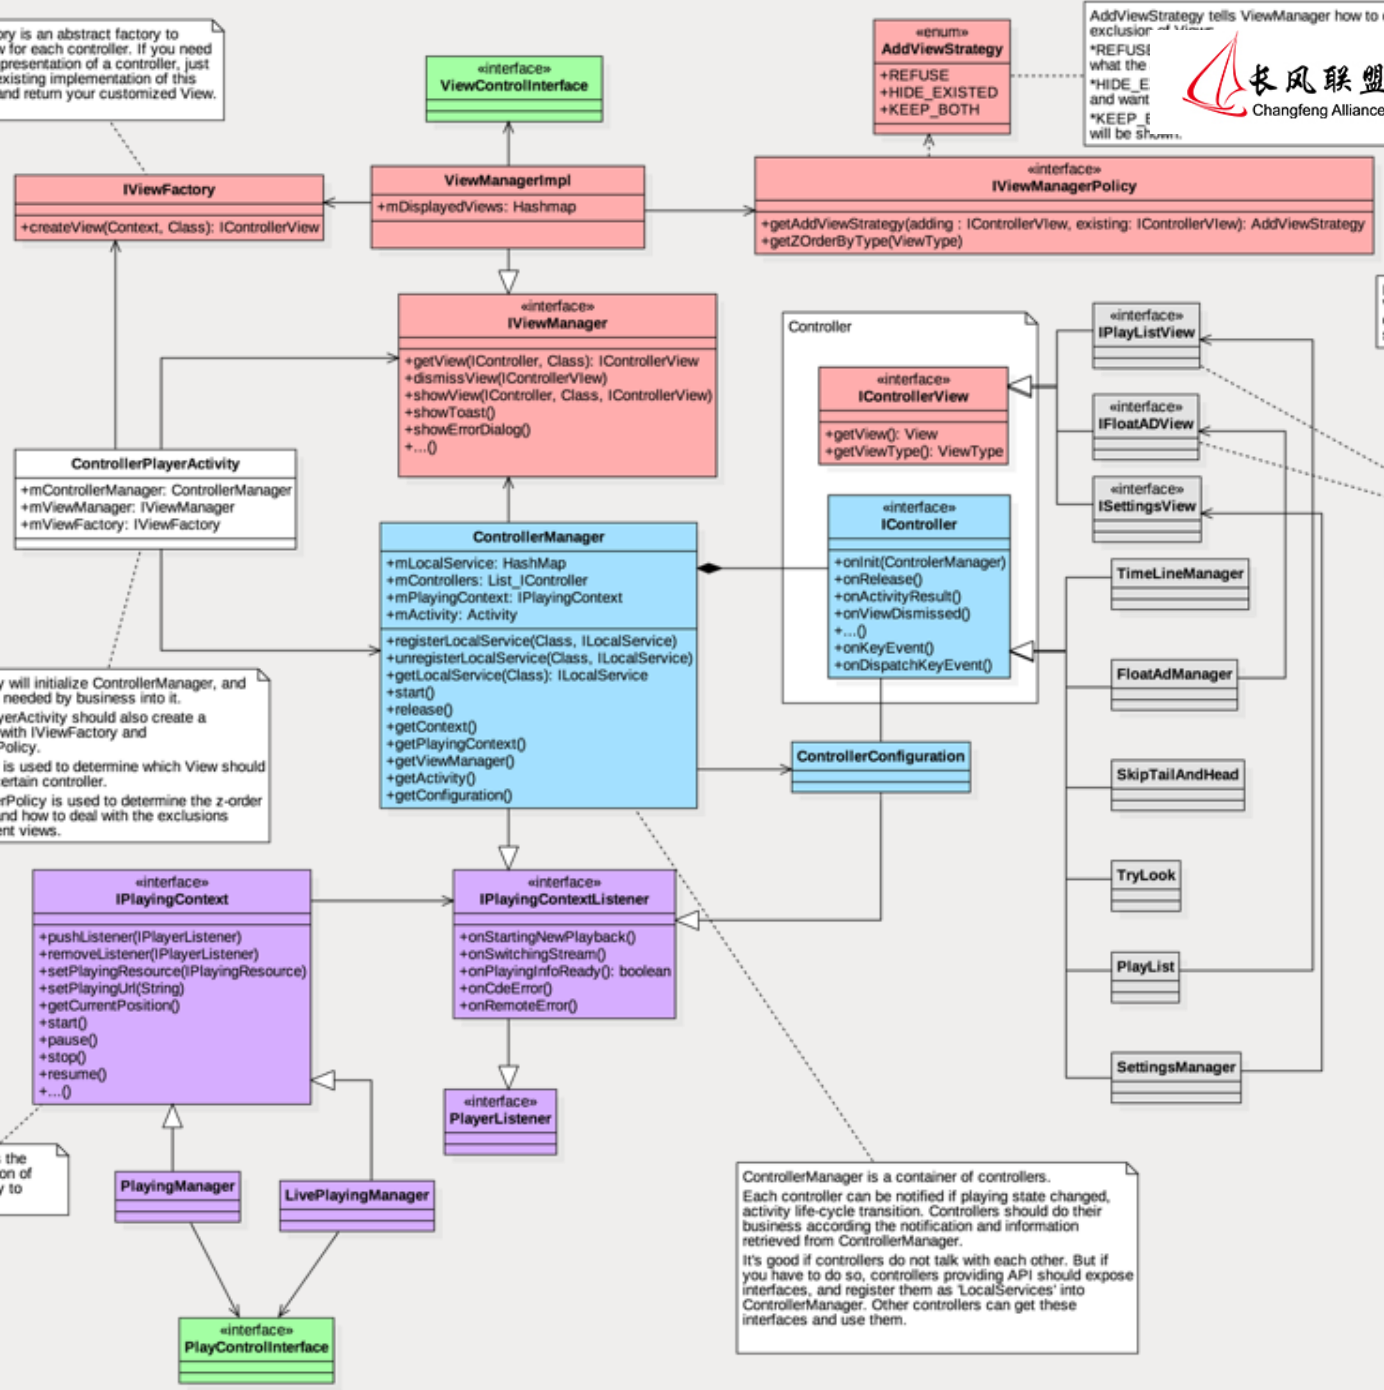 ory is an abstract factory to
w for each controller. If you need
presentation of a controller, just
existing implementation of this
and return your customized View.
«interface»
ViewControlInterface
«enum»
AddViewStrategy
+REFUSE
+HIDE_EXISTED
+KEEP_BOTH
AddViewStrategy tells ViewManager how to
exclusion of Views
*REFUSE
what the
*HIDE_E
and want
*KEEP_B
will be shown.
长风联盟
Changfeng Alliance
IViewFactory
+createView(Context, Class): IControllerView
ViewManagerImpl
+mDisplayedViews: Hashmap
«interface»
IViewManagerPolicy
+getAddViewStrategy(adding : IControllerVIew, existing: IControllerVIew): AddViewStrategy
+getZOrderByType(ViewType)
«interface»
IViewManager
+getView(IController, Class): IControllerView
+dismissView(IControllerVIew)
+showView(IController, Class, IControllerView)
+showToast()
+showErrorDialog()
+...()
Controller
«interface»
IControllerView
+getView(): View
+getViewType(): ViewType
«interface»
IController
+onInit(ControlerManager)
+onRelease()
+onActivityResult()
+onViewDismissed()
+...()
+onKeyEvent()
+onDispatchKeyEvent()
«interface»
IPlayListView
«interface»
IFloatADView
«interface»
ISettingsView
TimeLineManager
FloatAdManager
SkipTailAndHead
TryLook
PlayList
SettingsManager
ControllerPlayerActivity
+mControllerManager: ControllerManager
+mViewManager: IViewManager
+mViewFactory: IViewFactory
ControllerManager
+mLocalService: HashMap
+mControllers: List_IController
+mPlayingContext: IPlayingContext
+mActivity: Activity
+registerLocalService(Class, ILocalService)
+unregisterLocalService(Class, ILocalService)
+getLocalService(Class): ILocalService
+start()
+release()
+getContext()
+getPlayingContext()
+getViewManager()
+getActivity()
+getConfiguration()
ControllerConfiguration
y will initialize ControllerManager, and
needed by business into it.
yerActivity should also create a
with IViewFactory and
Policy.
is used to determine which View should
ertain controller.
erPolicy is used to determine the z-order
and how to deal with the exclusions
ent views.
«interface»
IPlayingContext
+pushListener(IPlayerListener)
+removeListener(IPlayerListener)
+setPlayingResource(IPlayingResource)
+setPlayingUrl(String)
+getCurrentPosition()
+start()
+pause()
+stop()
+resume()
+...()
«interface»
IPlayingContextListener
+onStartingNewPlayback()
+onSwitchingStream()
+onPlayingInfoReady(): boolean
+onCdeError()
+onRemoteError()
«interface»
PlayerListener
s the
on of
y to
PlayingManager
LivePlayingManager
«interface»
PlayControlInterface
ControllerManager is a container of controllers.
Each controller can be notified if playing state changed,
activity life-cycle transition. Controllers should do their
business according the notification and information
retrieved from ControllerManager.
It's good if controllers do not talk with each other. But if
you have to do so, controllers providing API should expose
interfaces, and register them as 'LocalServices' into
ControllerManager. Other controllers can get these
interfaces and use them.